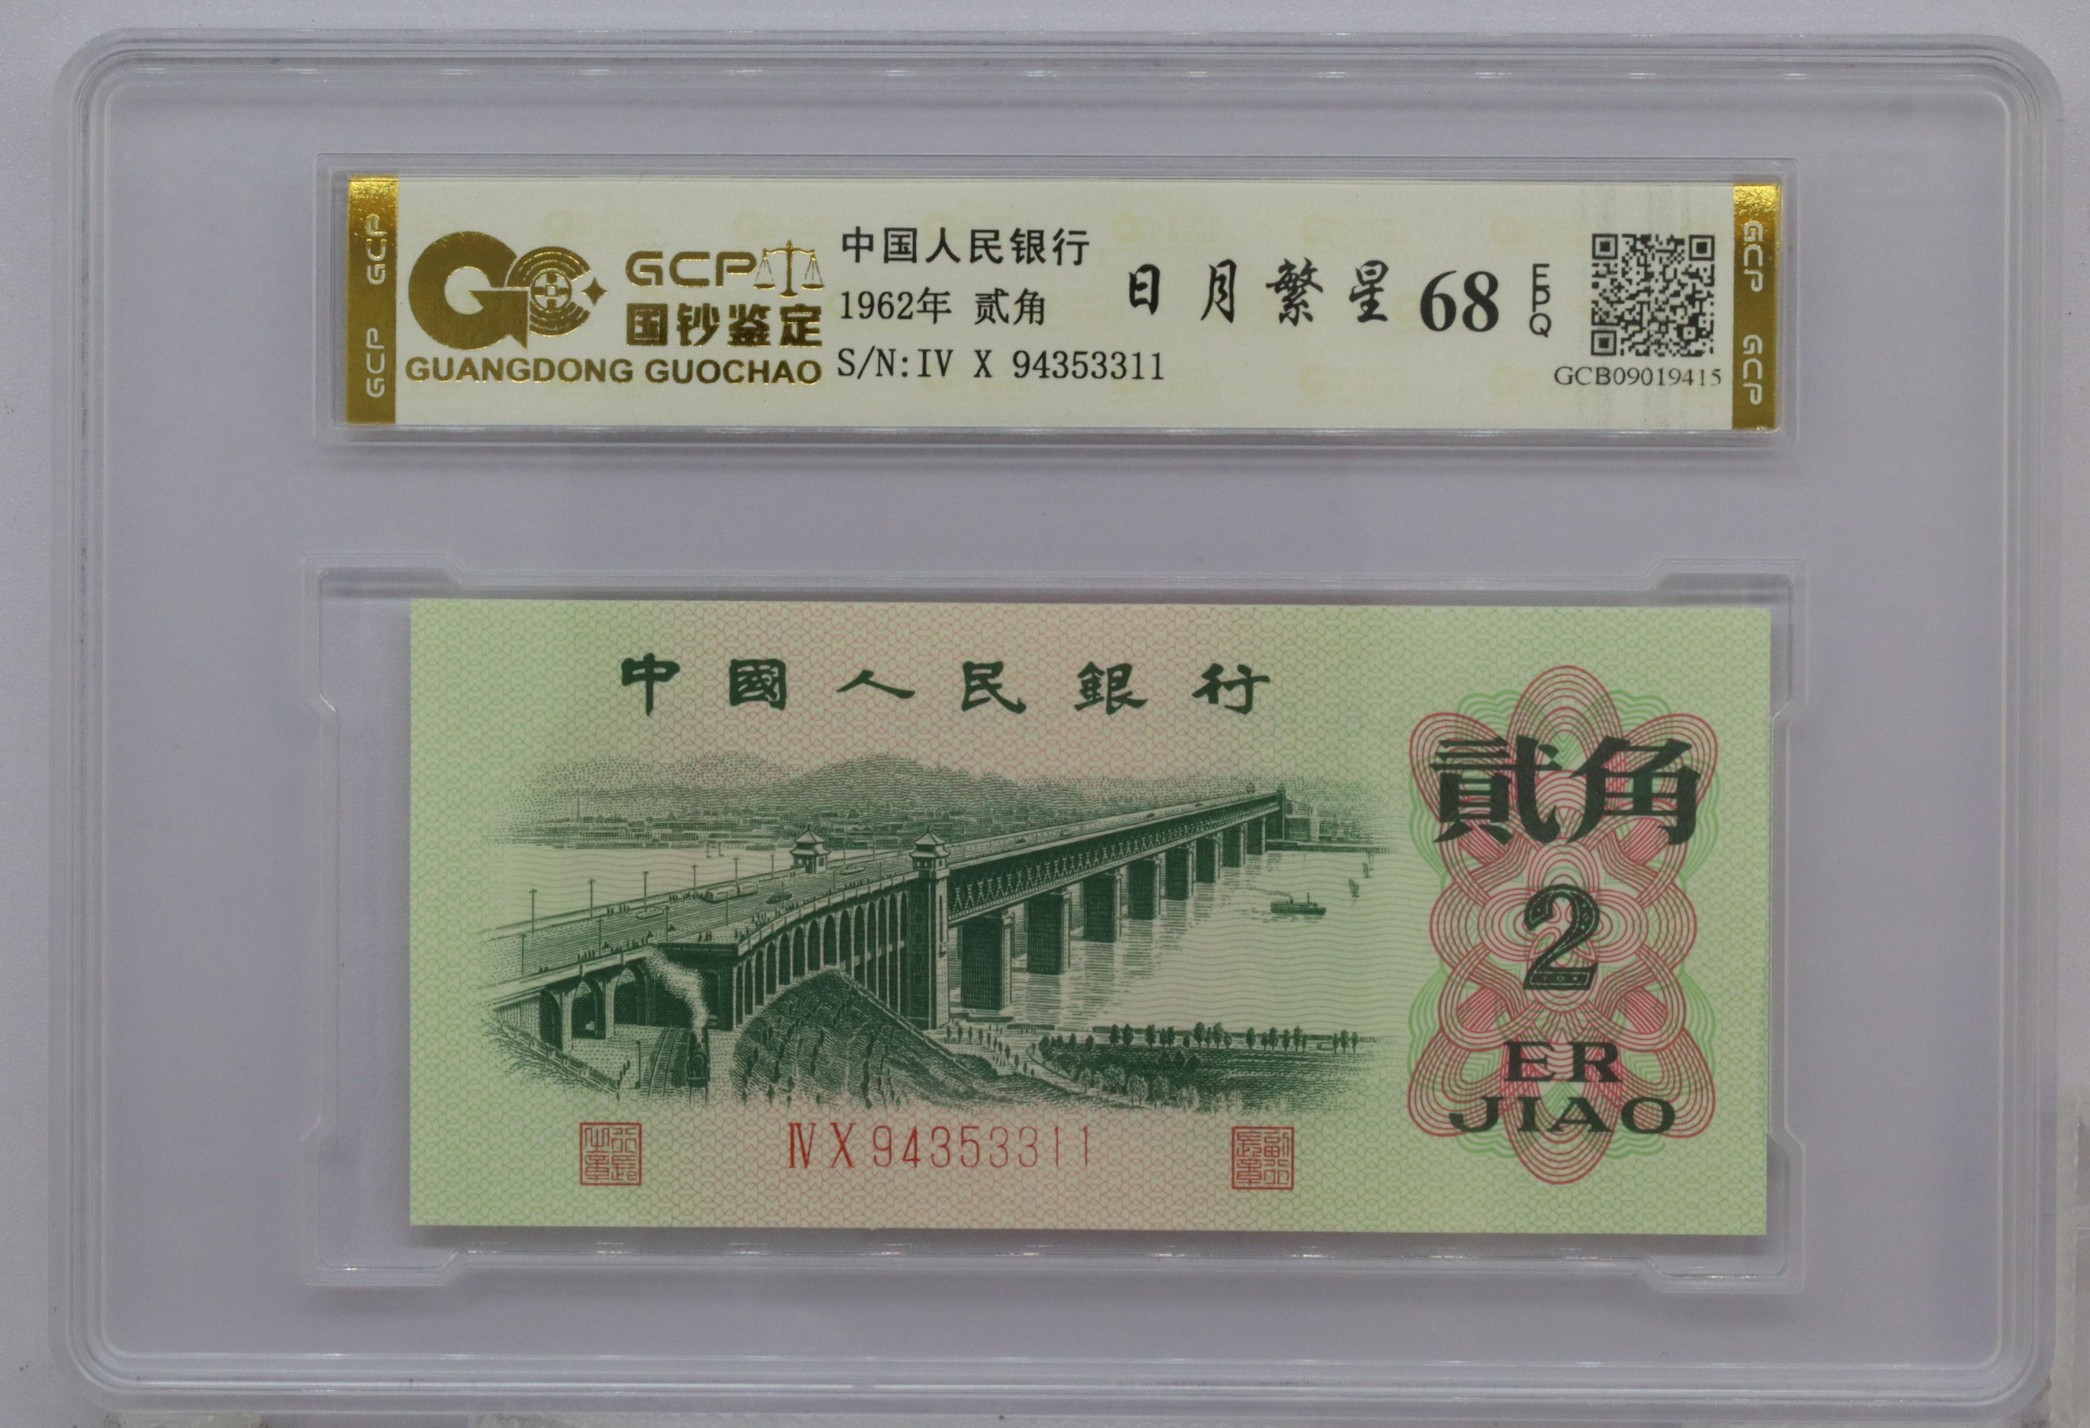 GCP
国钞鉴定
GUANGDONG GUOCHAO
中国人民银行
1962年 贰角
S/N:IV X 94353311
日月繁星
68
EPQ
GCB09019415
GCP GCP
GCP GCP
中國人民銀行
貳角
2
ER
JIAO
IV X 94353311